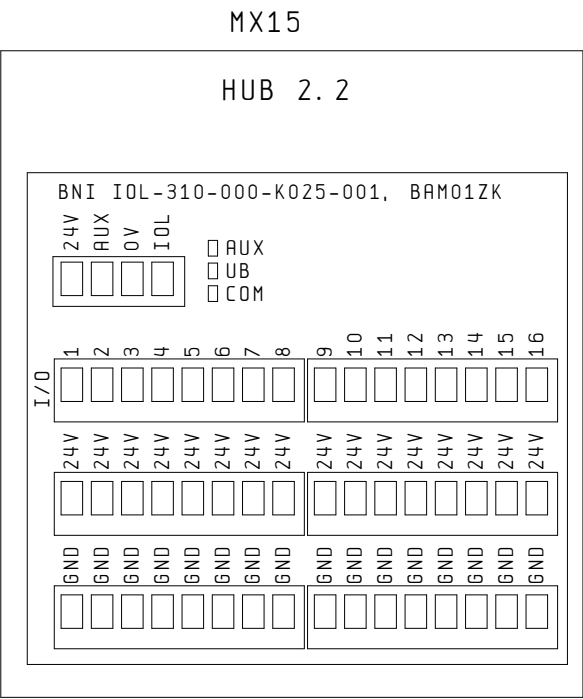 MX15
HUB 2.2
BNI IOL-310-000-K025-001, BAM01ZK
24V AUX 0V IOL
AUX
UB
COM
I/O
1 2 3 4 5 6 7 8 9 10 11 12 13 14 15 16
24V 24V 24V 24V 24V 24V 24V 24V 24V 24V 24V 24V 24V 24V 24V 24V
GND GND GND GND GND GND GND GND GND GND GND GND GND GND GND GND